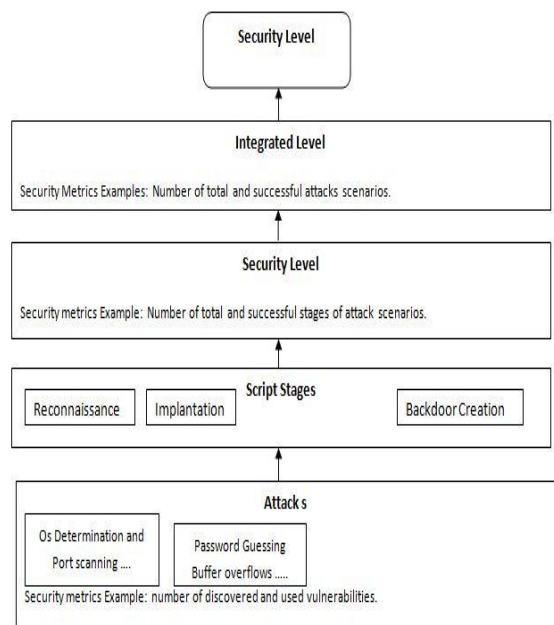 Security Level
Integrated Level
Security Metrics Examples: Number of total and successful attacks scenarios.
Security Level
Security metrics Example: Number of total and successful stages of attack scenarios.
Script Stages
Reconnaissance
Implantation
Backdoor Creation
Attack s
Os Determination and
Port scanning ....
Password Guessing
Buffer overflows .....
Security metrics Example: number of discovered and used vulnerabilities.